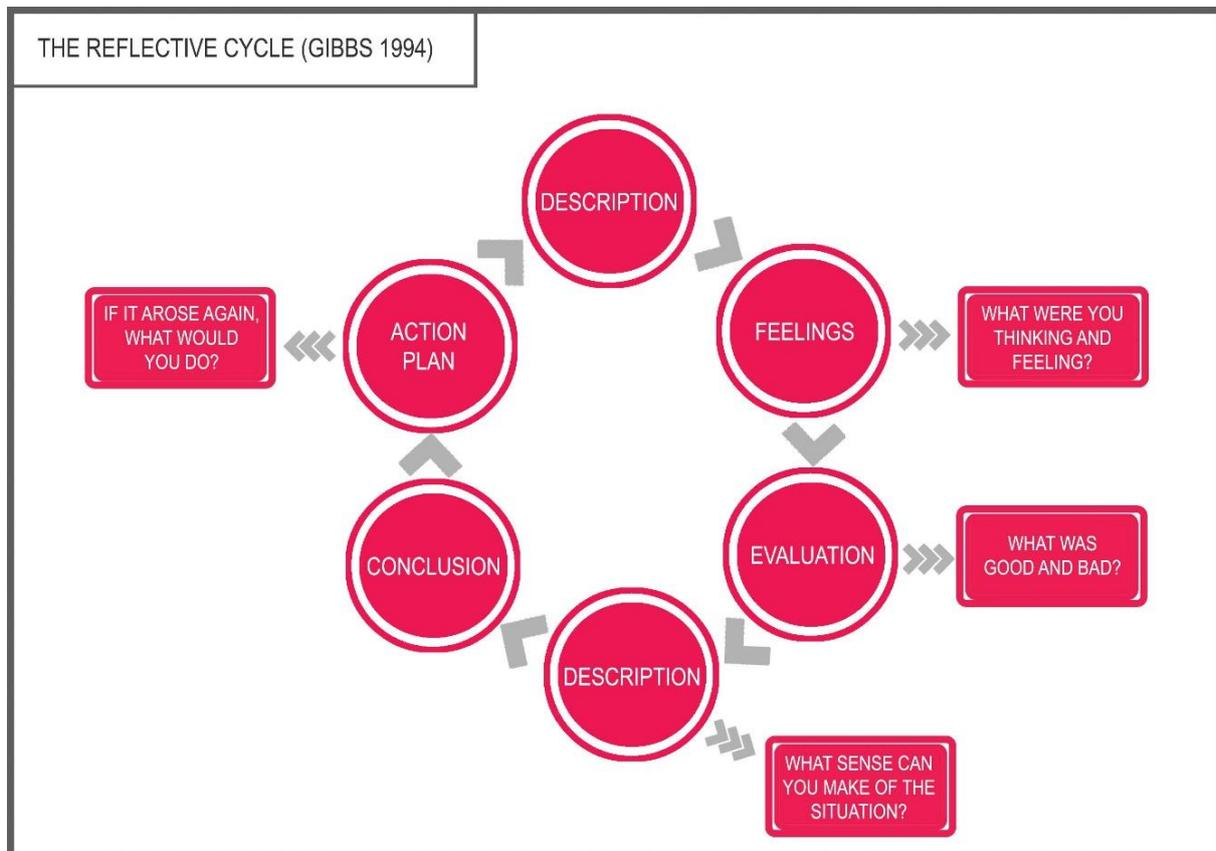 THE REFLECTIVE CYCLE (GIBBS 1994)
DESCRIPTION
FEELINGS
WHAT WERE YOU
THINKING AND
FEELING?
EVALUATION
WHAT WAS
GOOD AND BAD?
DESCRIPTION
WHAT SENSE CAN
YOU MAKE OF THE
SITUATION?
CONCLUSION
ACTION
PLAN
IF IT AROSE AGAIN,
WHAT WOULD
YOU DO?